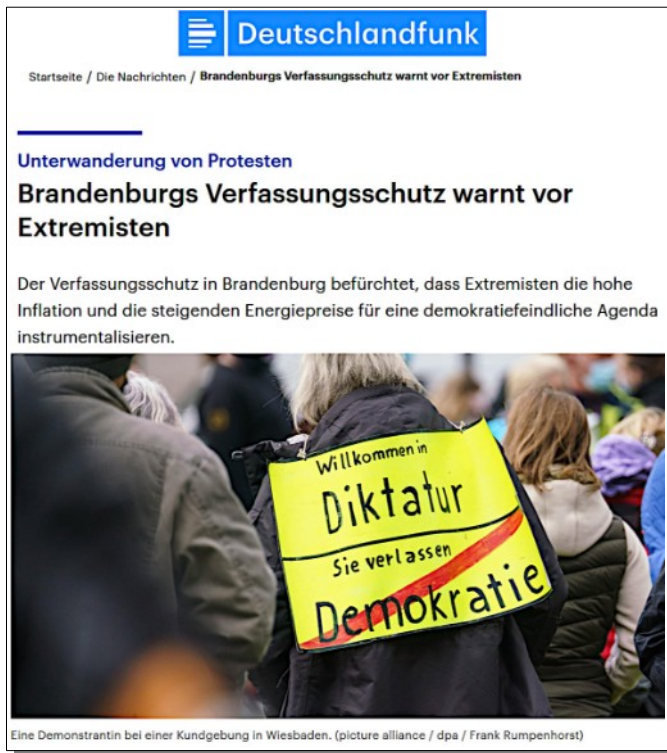 Deutschlandfunk
Startseite / Die Nachrichten / Brandenburgs Verfassungsschutz warnt vor Extremisten
Unterwanderung von Protesten
Brandenburgs Verfassungsschutz warnt vor
Extremisten
Der Verfassungsschutz in Brandenburg befürchtet, dass Extremisten die hohe
Inflation und die steigenden Energiepreise für eine demokratiefeindliche Agenda
instrumentalisieren.
Willkommen in
Diktatur
Sie verlassen
Demokratie
Eine Demonstrantin bei einer Kundgebung in Wiesbaden. (picture alliance / dpa / Frank Rumpenhorst)